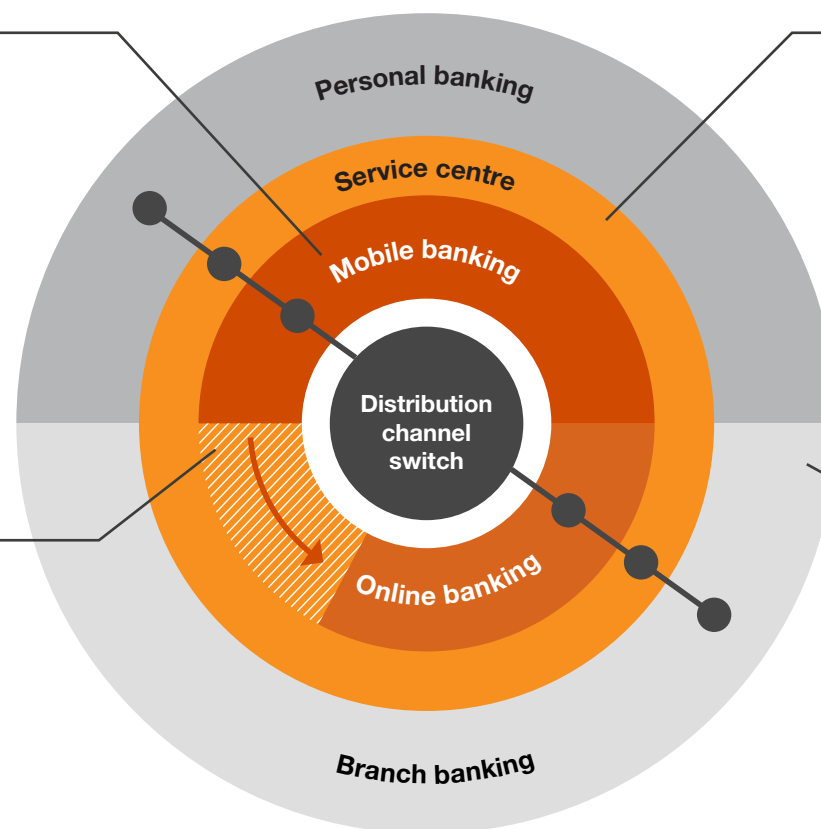 Personal banking
Service centre
Mobile banking
Distribution
channel
switch
Online banking
Branch banking